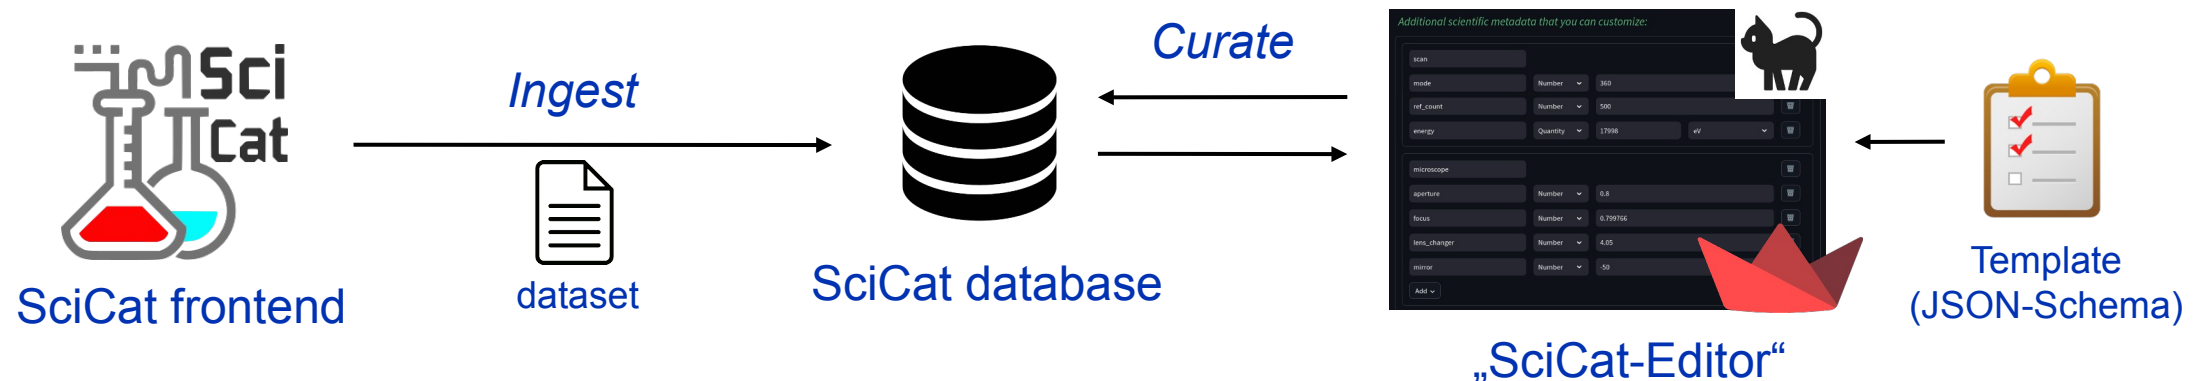 Sci
Cat
SciCat frontend
Ingest
dataset
SciCat database
Curate
Additional scientific metadata that you can customize:
scan
mode Number 360
ref_count Number 500
energy Quantity 17998 eV
microscope
aperture Number 0.8
focus Number 0.799766
lens_changer Number 4.05
mirror Number -50
Add
„SciCat-Editor“
Template
(JSON-Schema)